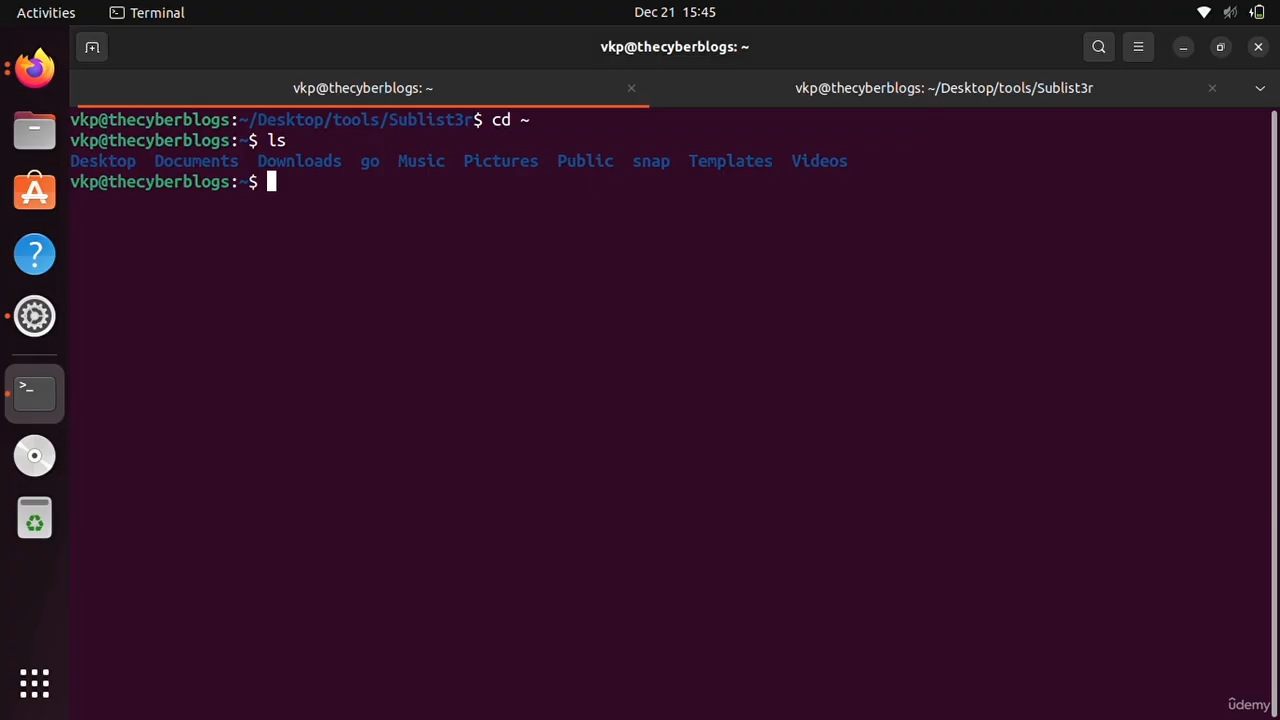 Activities Terminal Dec 21 15:45
vkp@thecyberblogs: ~
vkp@thecyberblogs: ~ vkp@thecyberblogs: ~/Desktop/tools/Sublist3r
vkp@thecyberblogs:~/Desktop/tools/Sublist3r$ cd ~
vkp@thecyberblogs:~$ ls
Desktop Documents Downloads go Music Pictures Public snap Templates Videos
vkp@thecyberblogs:~$
ûdemy